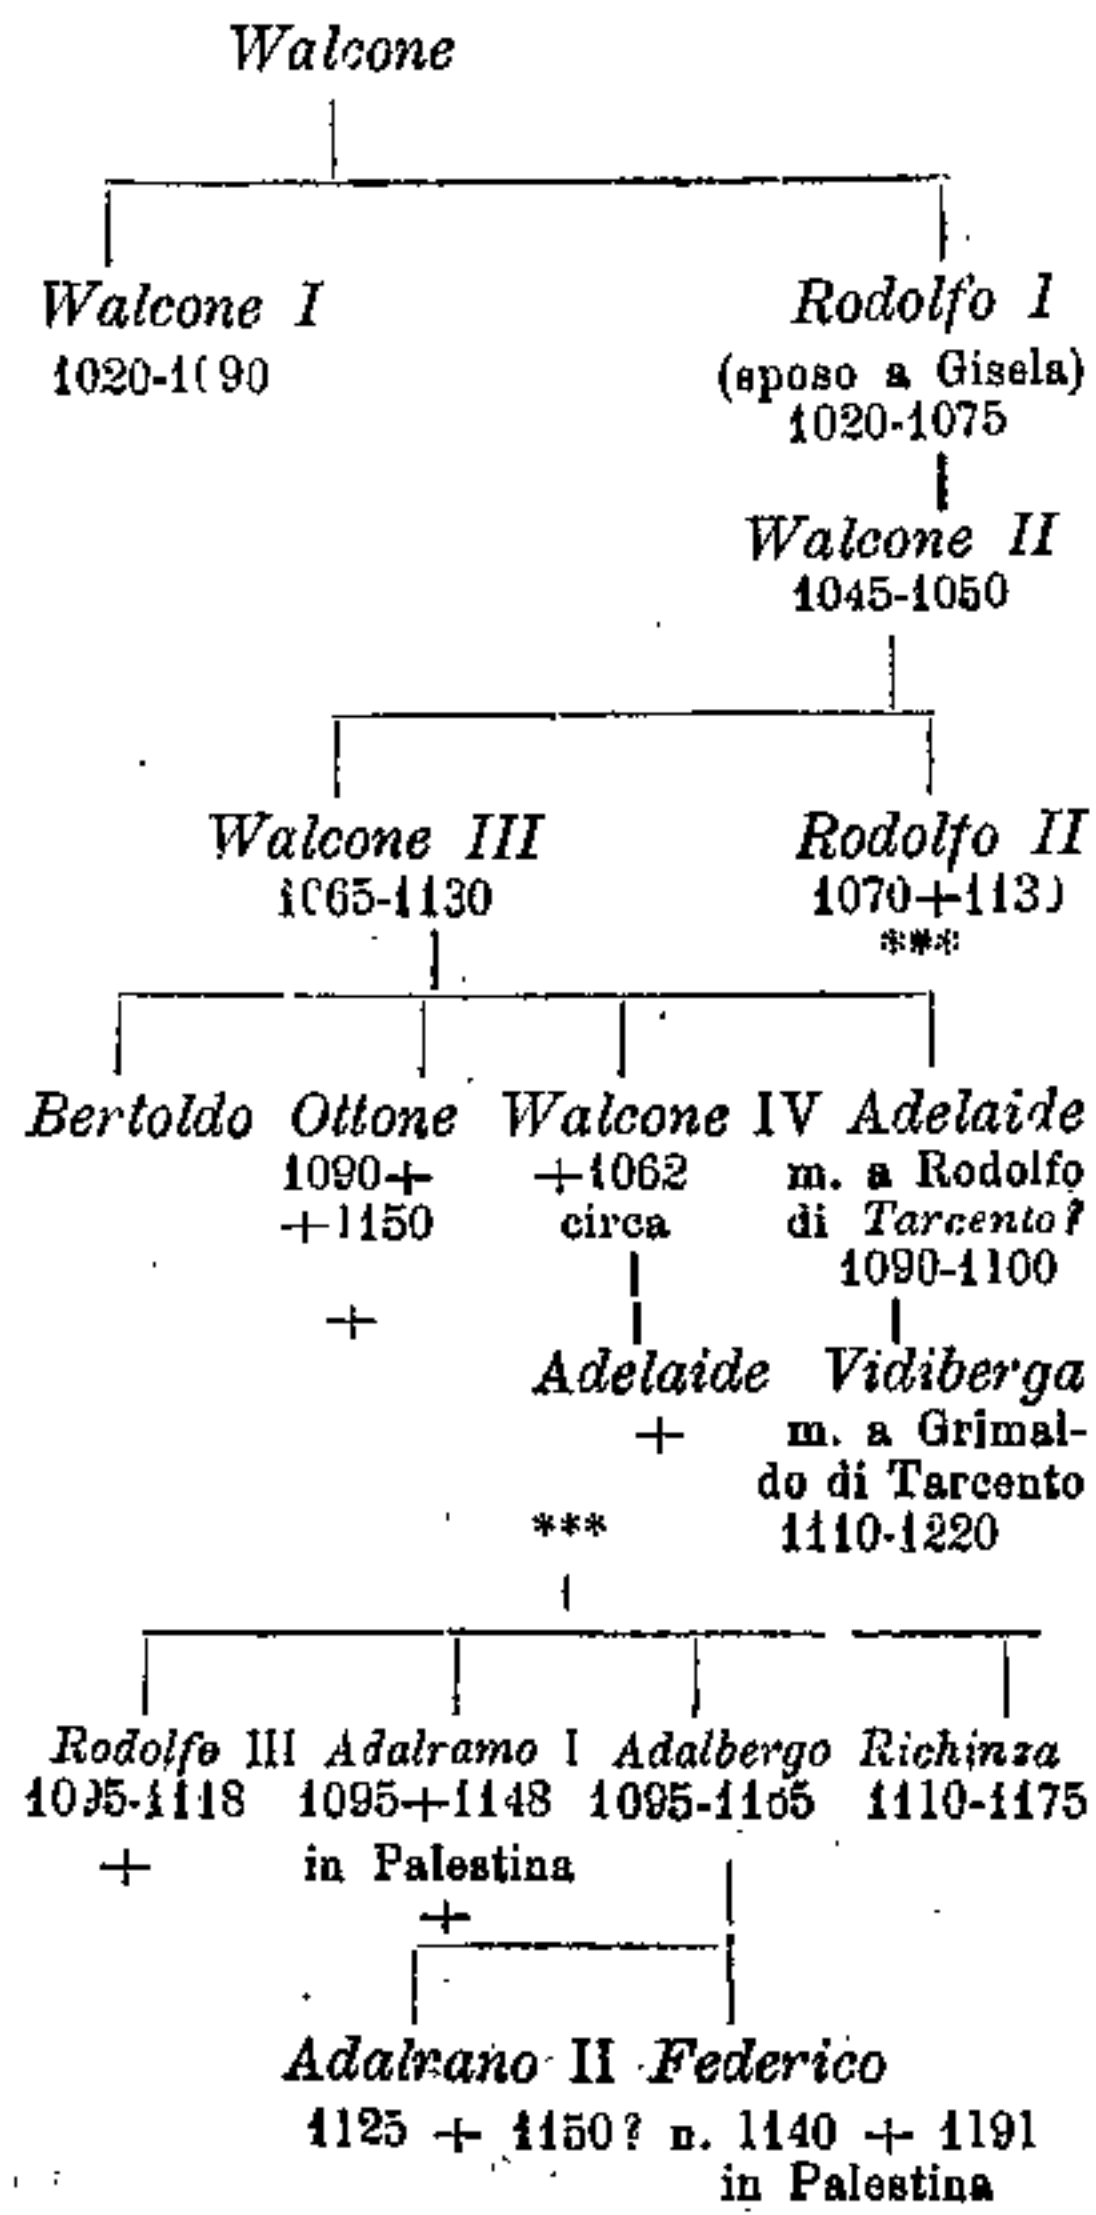 Walcone
Walcone I Rodolfo I
1020-1090 (sposo a Gisela)
1020-1075
Walcone II
1045-1050
Walcone III Rodolfo II
1065-1130 1070+113)
***
Bertoldo Ottone Walcone IV Adelaide
1090+ +1062 m. a Rodolfo
+1150 circa di Tarcento?
1090-1100
+
Adelaide Vidiberga
+ m. a Grimal-
do di Tarcento
*** 1110-1220
Rodolfo III Adalramo I Adalbergo Richinza
1095-1118 1095+1148 1095-1165 1110-1175
+ in Palestina
+
Adalrano II Federico
1125 + 1150? n. 1140 + 1191
in Palestina